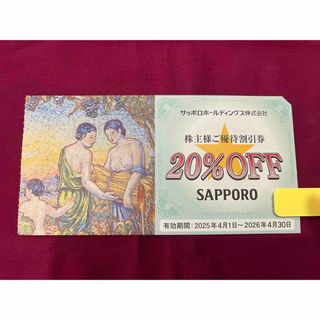 サッポロホールディングス株式会社
株主様ご優待割引券
20%OFF
SAPPORO
有効期間:2025年4月1日~2026年4月30日